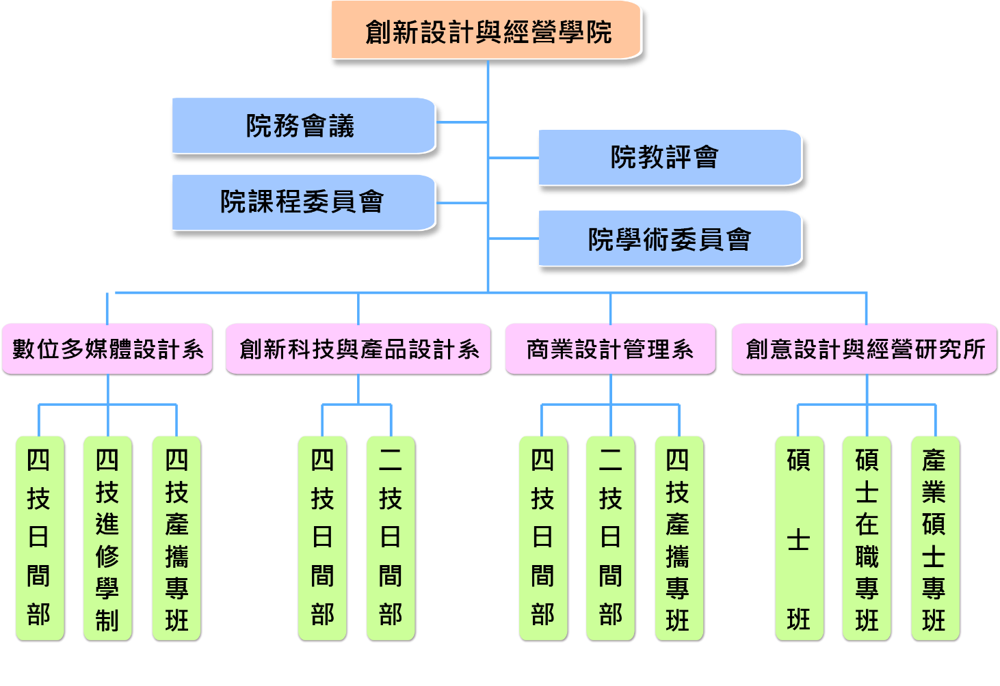 創新設計與經營學院
院務會議
院教評會
院課程委員會
院學術委員會
數位多媒體設計系
創新科技與產品設計系
商業設計管理系
創意設計與經營研究所
四技日間部
四技進修學制
四技產攜專班
四技日間部
二技日間部
四技日間部
二技日間部
四技產攜專班
碩士班
碩士在職專班
產業碩士專班